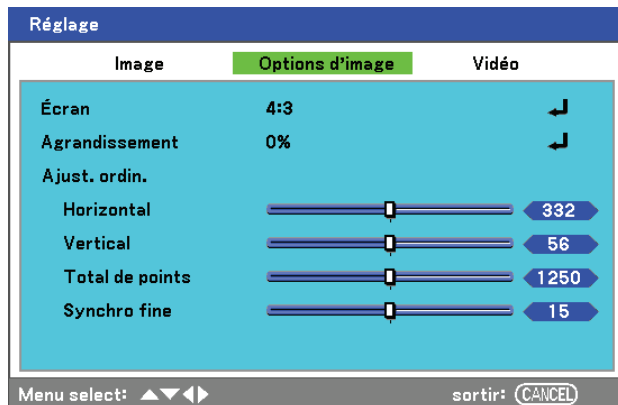 Réglage
Image Options d'image Vidéo
Écran 4:3
Agrandissement 0%
Ajust. ordin.
Horizontal 332
Vertical 56
Total de points 1250
Synchro fine 15
Menu select: ▲▼◀▶ sortir: CANCEL